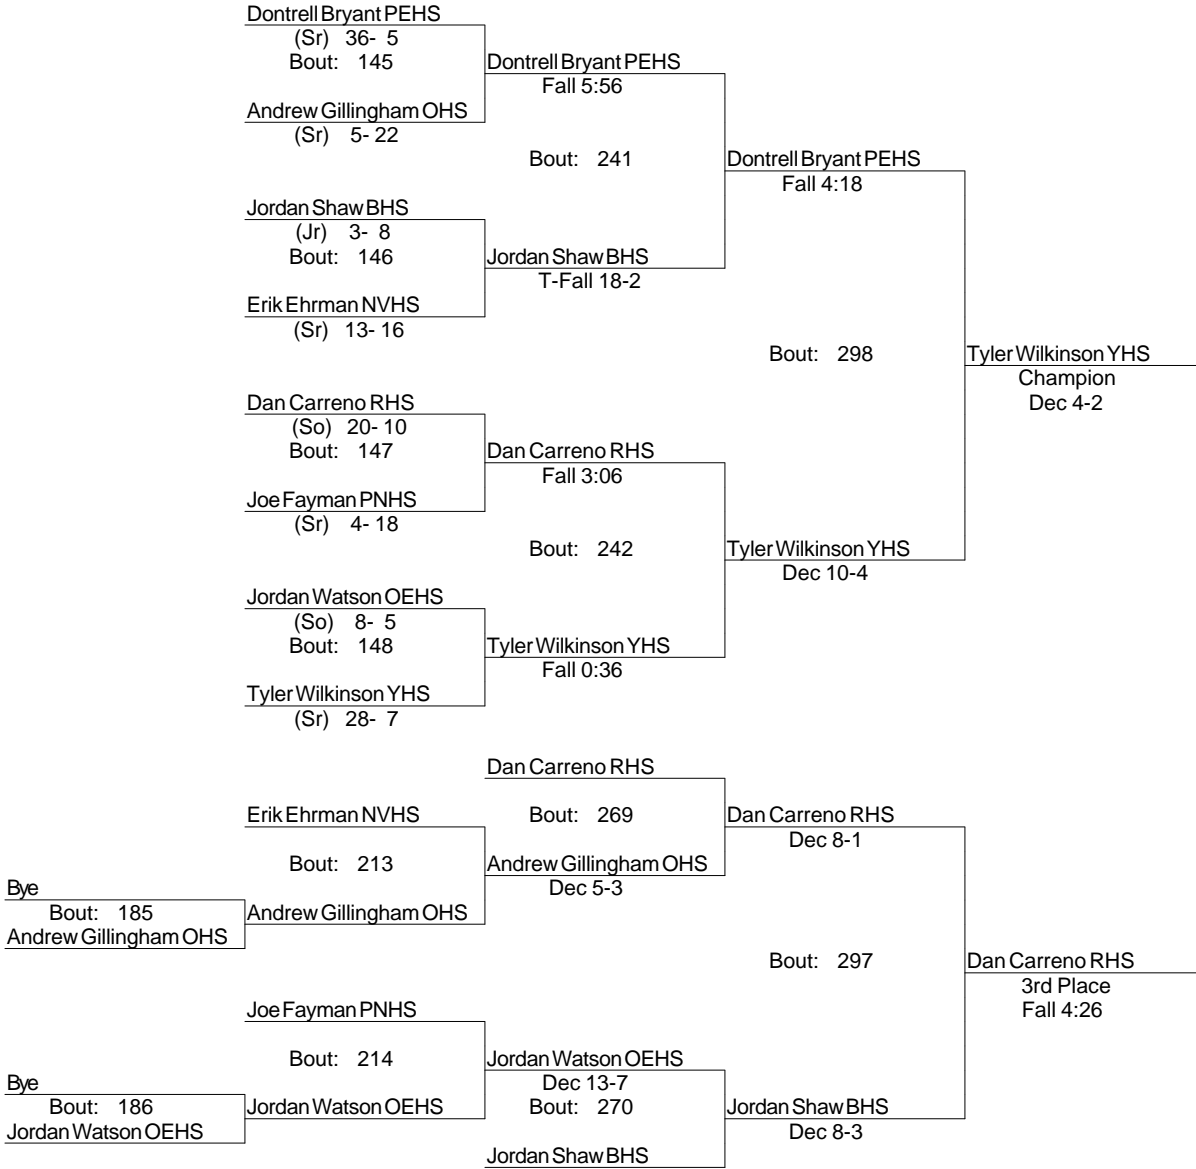 Dontrell Bryant PEHS
(Sr) 36- 5
Bout: 145
Dontrell Bryant PEHS
Fall 5:56
Andrew Gillingham OHS
(Sr) 5- 22
Bout: 241
Dontrell Bryant PEHS
Fall 4:18
Jordan Shaw BHS
(Jr) 3- 8
Bout: 146
Jordan Shaw BHS
T-Fall 18-2
Erik Ehrman NVHS
(Sr) 13- 16
Bout: 298
Tyler Wilkinson YHS
Champion
Dec 4-2
Dan Carreno RHS
(So) 20- 10
Bout: 147
Dan Carreno RHS
Fall 3:06
Joe Fayman PNHS
(Sr) 4- 18
Bout: 242
Tyler Wilkinson YHS
Dec 10-4
Jordan Watson OEHS
(So) 8- 5
Bout: 148
Tyler Wilkinson YHS
Fall 0:36
Tyler Wilkinson YHS
(Sr) 28- 7
Dan Carreno RHS
Erik Ehrman NVHS
Bout: 269
Dan Carreno RHS
Dec 8-1
Bout: 213
Andrew Gillingham OHS
Dec 5-3
Bye
Bout: 185
Andrew Gillingham OHS
Andrew Gillingham OHS
Bout: 297
Dan Carreno RHS
3rd Place
Fall 4:26
Joe Fayman PNHS
Bout: 214
Jordan Watson OEHS
Dec 13-7
Bye
Bout: 186
Jordan Watson OEHS
Jordan Watson OEHS
Bout: 270
Jordan Shaw BHS
Dec 8-3
Jordan Shaw BHS